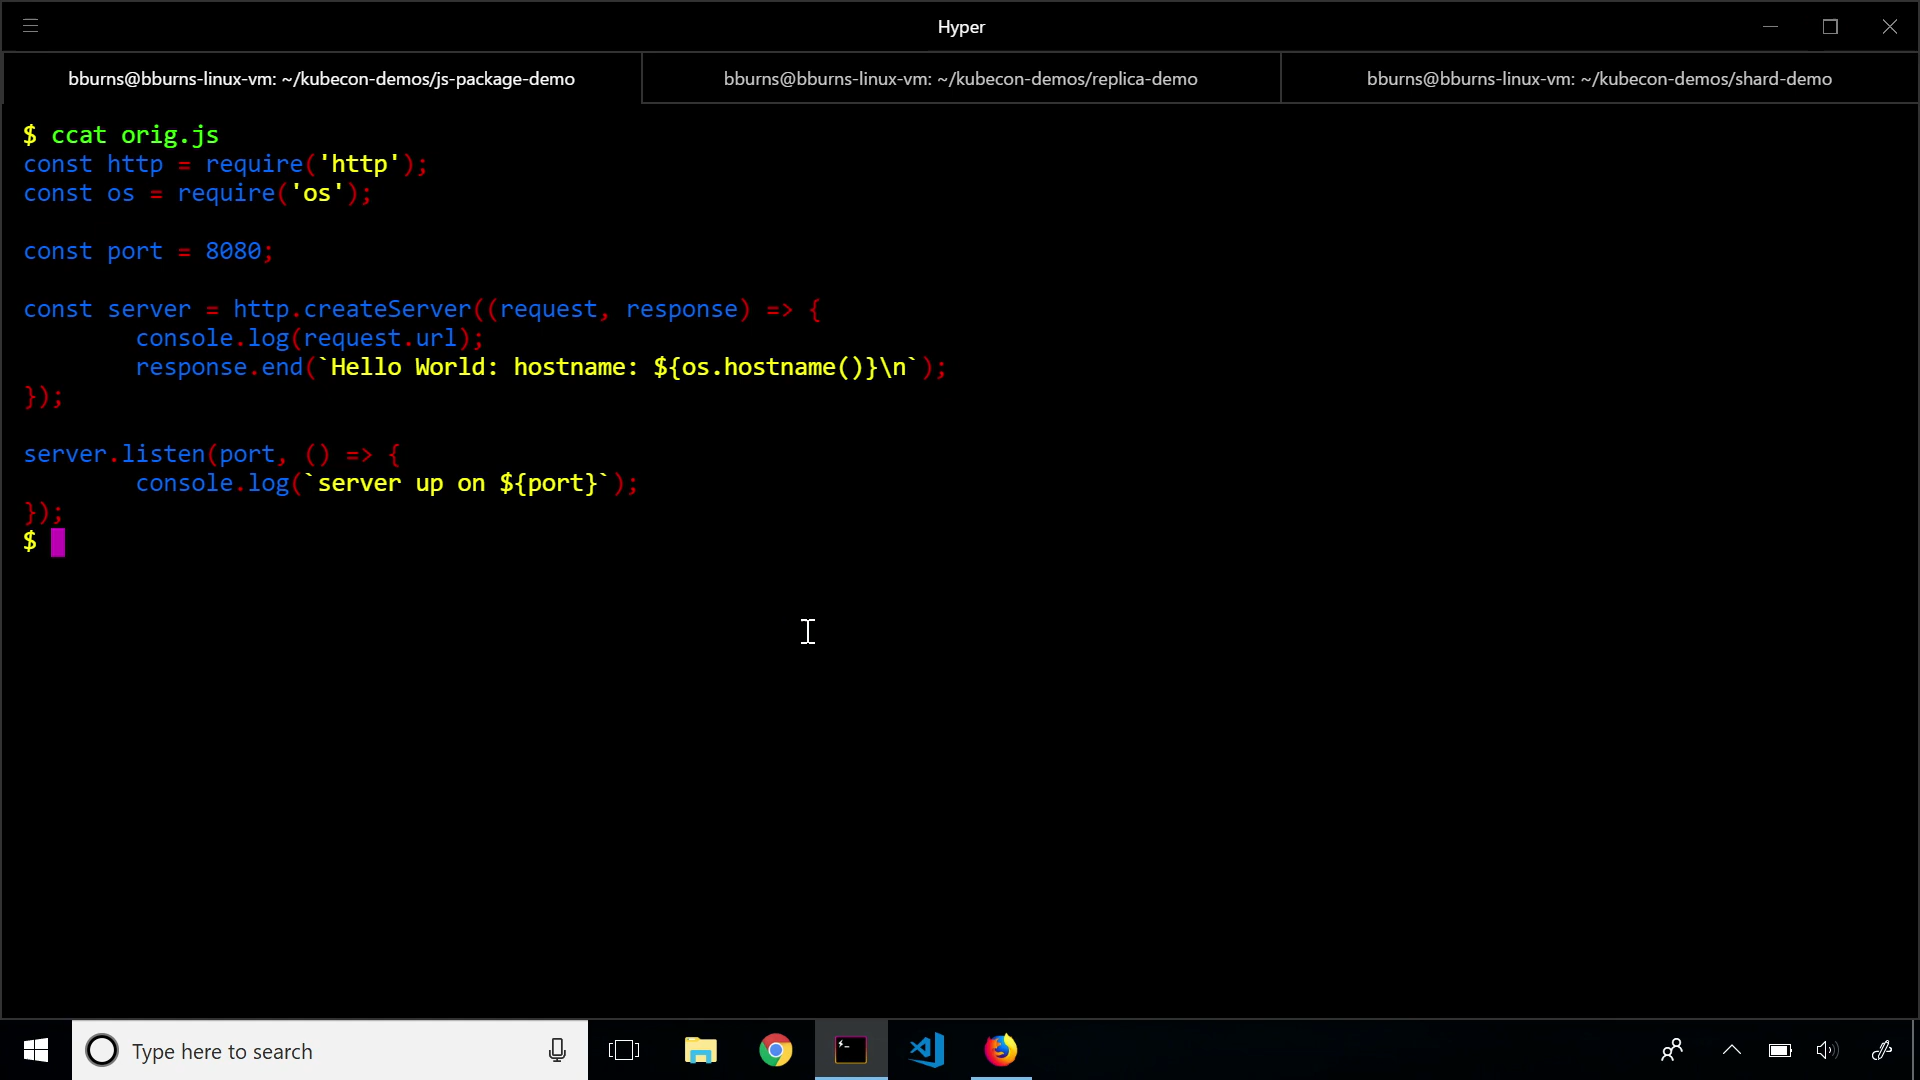 Hyper
bburns@bburns-linux-vm: ~/kubecon-demos/js-package-demo
bburns@bburns-linux-vm: ~/kubecon-demos/replica-demo
bburns@bburns-linux-vm: ~/kubecon-demos/shard-demo
$ ccat orig.js
const http = require('http');
const os = require('os');
const port = 8080;
const server = http.createServer((request, response) => {
        console.log(request.url);
        response.end(`Hello World: hostname: ${os.hostname()}\n`);
});
server.listen(port, () => {
        console.log(`server up on ${port}`);
});
$
Type here to search